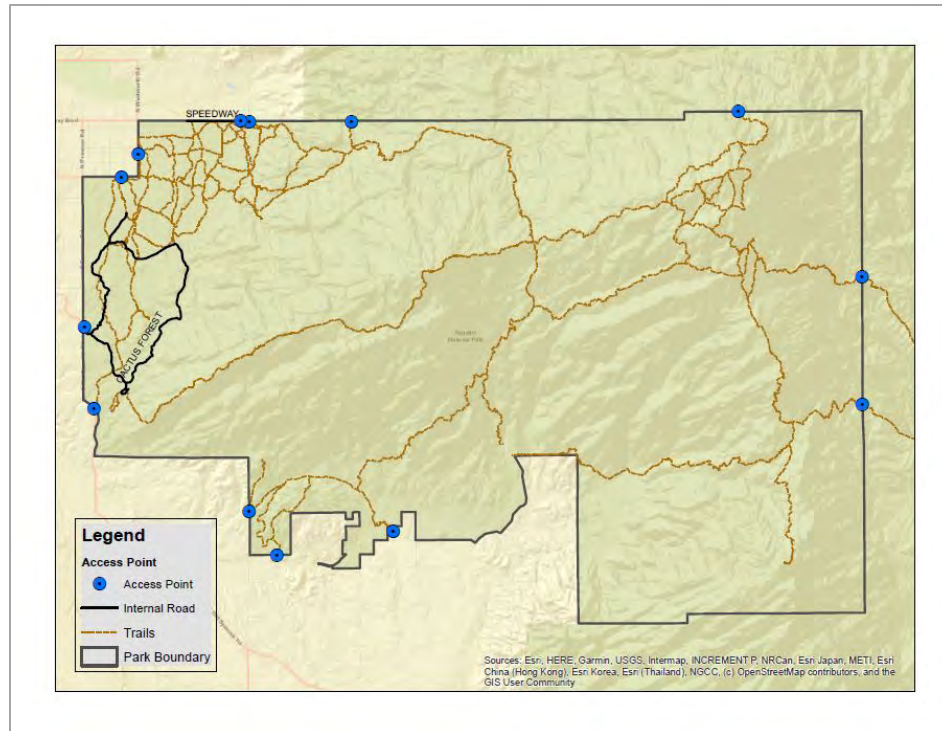 SPEEDWAY
CACTUS FOREST
National Park
Legend
Access Point
Access Point
Internal Road
Trails
Park Boundary
Sources: Esri, HERE, Garmin, USGS, Intermap, INCREMENT P, NRCan, Esri Japan, METI, Esri
China (Hong Kong), Esri Korea, Esri (Thailand), NGCC, (c) OpenStreetMap contributors, and the
GIS User Community